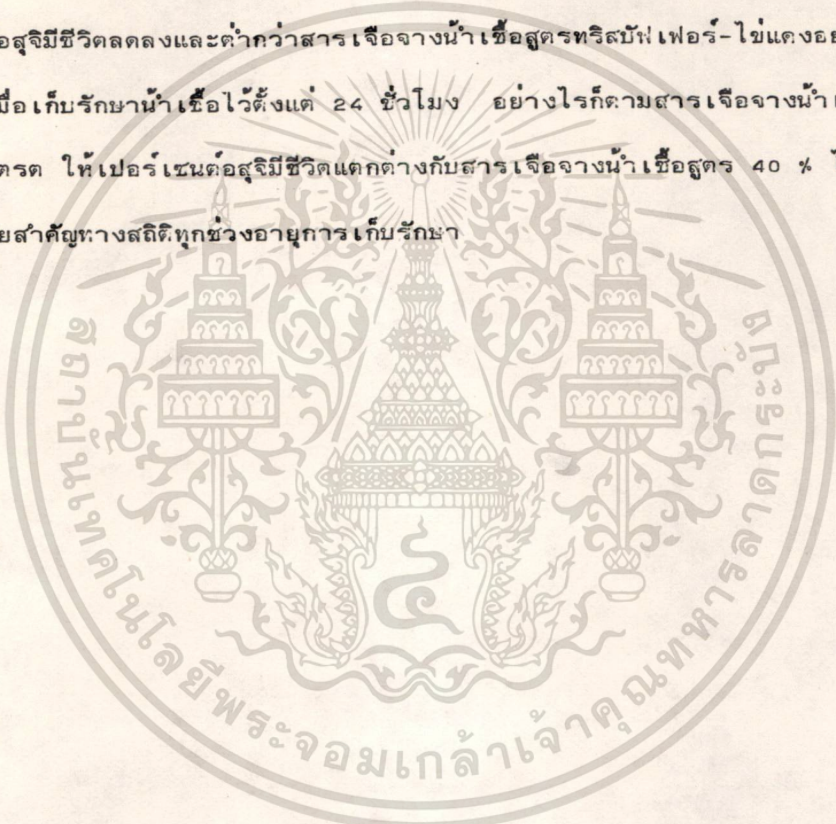 อสุจิมีชีวิตลดลงและต่ำกว่าสารเจือจางน้ำเชื้อสูตรทริสบัฟเฟอร์-ไข่แดงอย
มื่อเก็บรักษาน้ำเชื้อไว้ตั้งแต่ 24 ชั่วโมง อย่างไรก็ตามสารเจือจางน้ำเ
ตรต ให้เปอร์เซนต์อสุจิมีชีวิตแตกต่างกับสารเจือจางน้ำเชื้อสูตร 40 %
ยสำคัญทางสถิติทุกช่วงอายุการเก็บรักษา
สถาบันเทคโนโลยีพระจอมเกล้าเจ้าคุณทหารลาดกระบัง